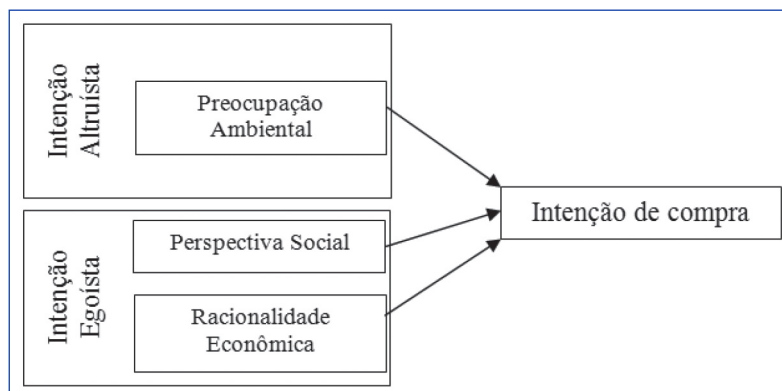 Intenção
Altruísta
Preocupação
Ambiental
Intenção
Egoísta
Perspectiva Social
Racionalidade
Econômica
Intenção de compra